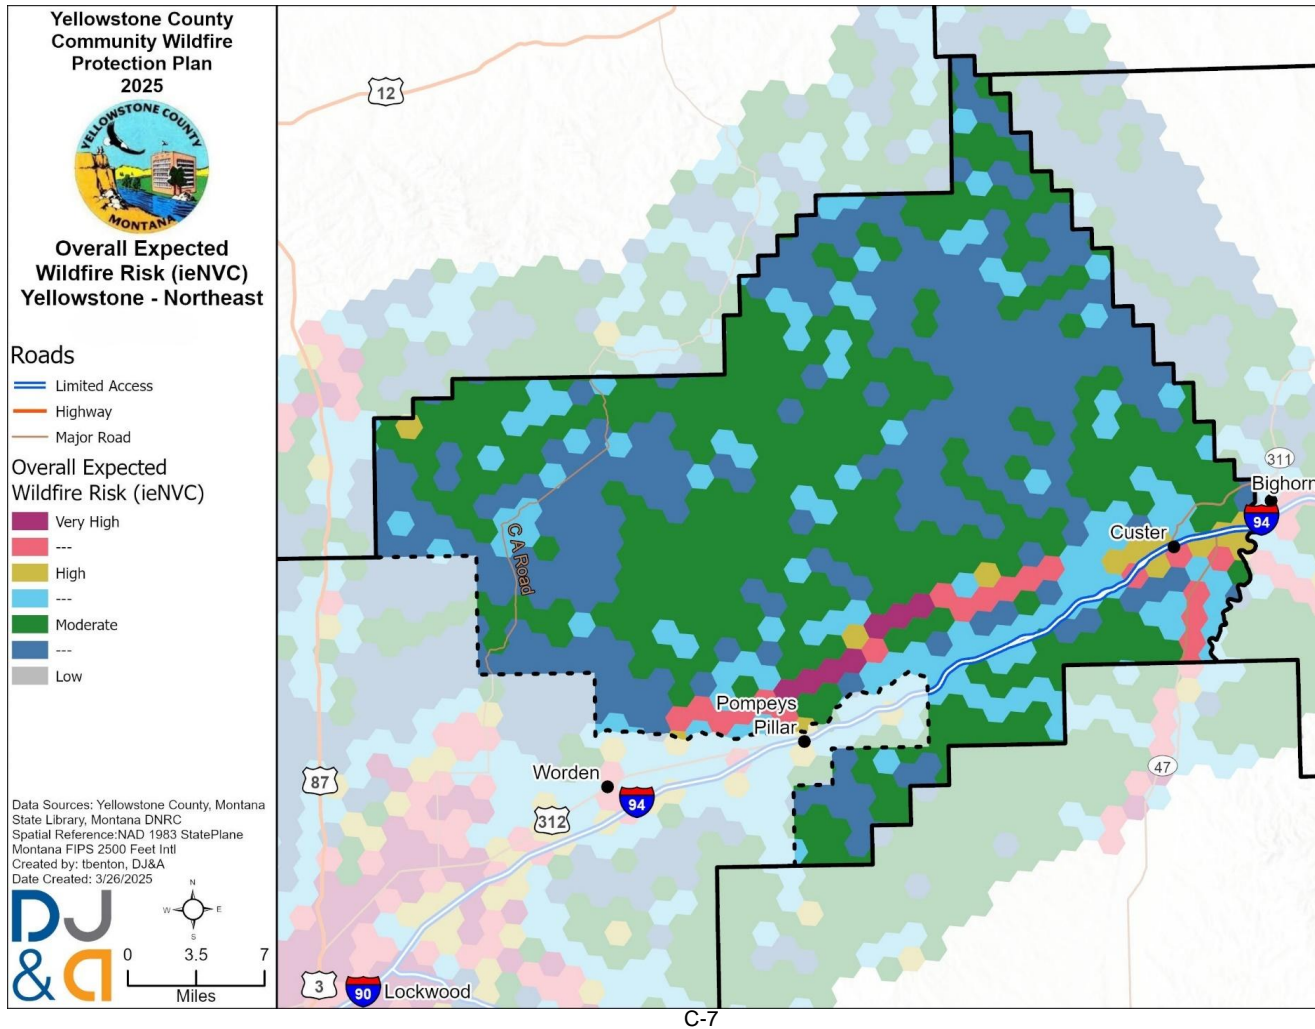 Yellowstone County
Community Wildfire
Protection Plan
2025
YELLOWSTONE COUNTY
MONTANA
Overall Expected
Wildfire Risk (ieNVC)
Yellowstone - Northeast
Roads
Limited Access
Highway
Major Road
Overall Expected
Wildfire Risk (ieNVC)
Very High
---
High
---
Moderate
---
Low
Data Sources: Yellowstone County, Montana
State Library, Montana DNRC
Spatial Reference:NAD 1983 StatePlane
Montana FIPS 2500 Feet Intl
Created by: tbenton, DJ&A
Date Created: 3/26/2025
DJ
&a
N
W E
S
0 3.5 7
Miles
12
311
Bighorn
94
Custer
C A Road
Pompeys
Pillar
47
87
Worden
94
312
3
90
Lockwood
C-7